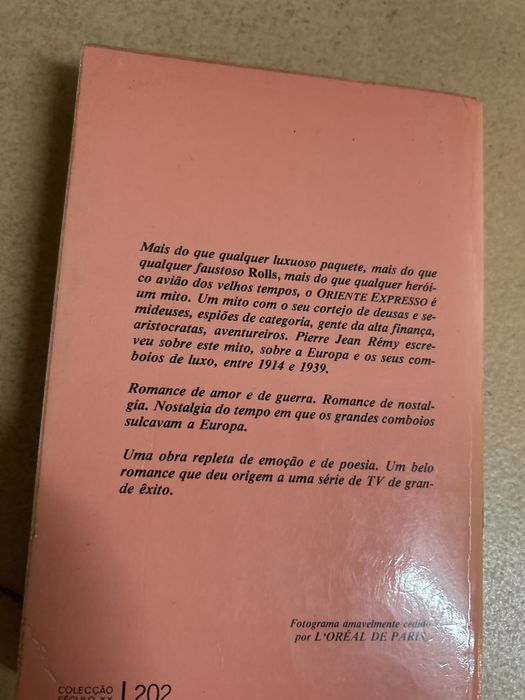 Mais do que qualquer luxuoso paquete, mais do que
qualquer faustoso Rolls, mais do que qualquer herói-
co avião dos velhos tempos, o ORIENTE EXPRESSO é
um mito. Um mito com o seu cortejo de deusas e se-
mideuses, espiões de categoria, gente da alta finança,
aristocratas, aventureiros. Pierre Jean Rémy escre-
veu sobre este mito, sobre a Europa e os seus com-
boios de luxo, entre 1914 e 1939.
Romance de amor e de guerra. Romance de nostal-
gia. Nostalgia do tempo em que os grandes comboios
sulcavam a Europa.
Uma obra repleta de emoção e de poesia. Um belo
romance que deu origem a uma série de TV de gran-
de êxito.
Fotograma amavelmente cedido
por L'ORÉAL DE PARIS
COLECÇÃO
SÉCULO XX
202